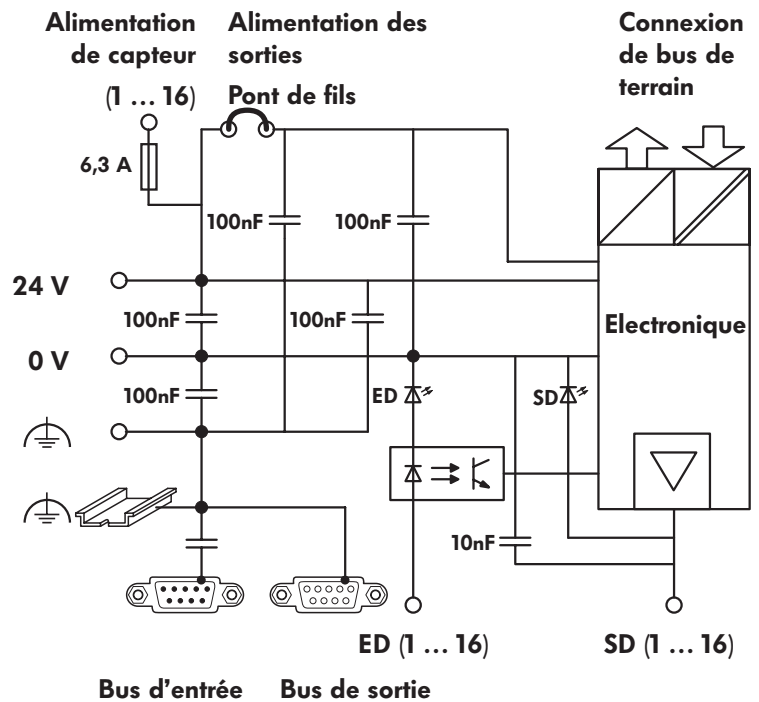 Alimentation
de capteur
(1 ... 16)
Alimentation des
sorties
Pont de fils
Connexion
de bus de
terrain
6,3 A
100nF
100nF
24 V
100nF
100nF
Electronique
0 V
100nF
ED
SD
10nF
ED (1 ... 16)
SD (1 ... 16)
Bus d'entrée
Bus de sortie